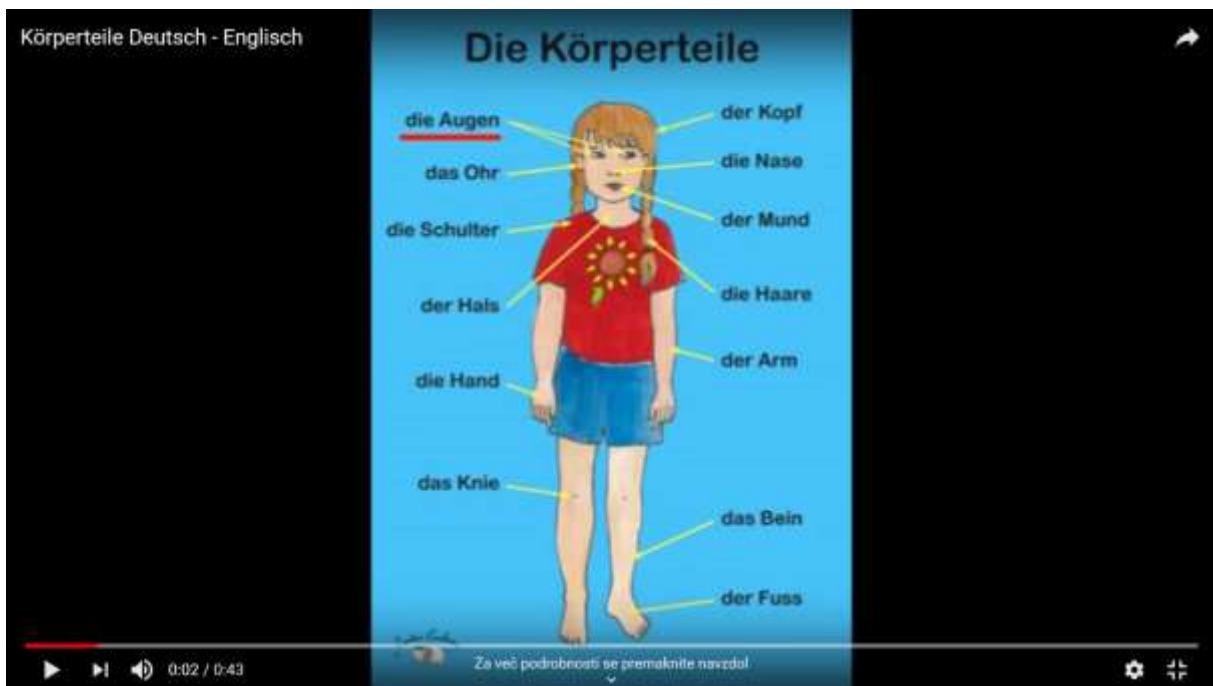 Körperteile Deutsch - Englisch
Die Körperteile
die Augen
das Ohr
die Schulter
der Hals
die Hand
das Knie
der Kopf
die Nase
der Mund
die Haare
der Arm
das Bein
der Fuss
Za več podrobnosti se premaknite navzdol
0:02 / 0:43